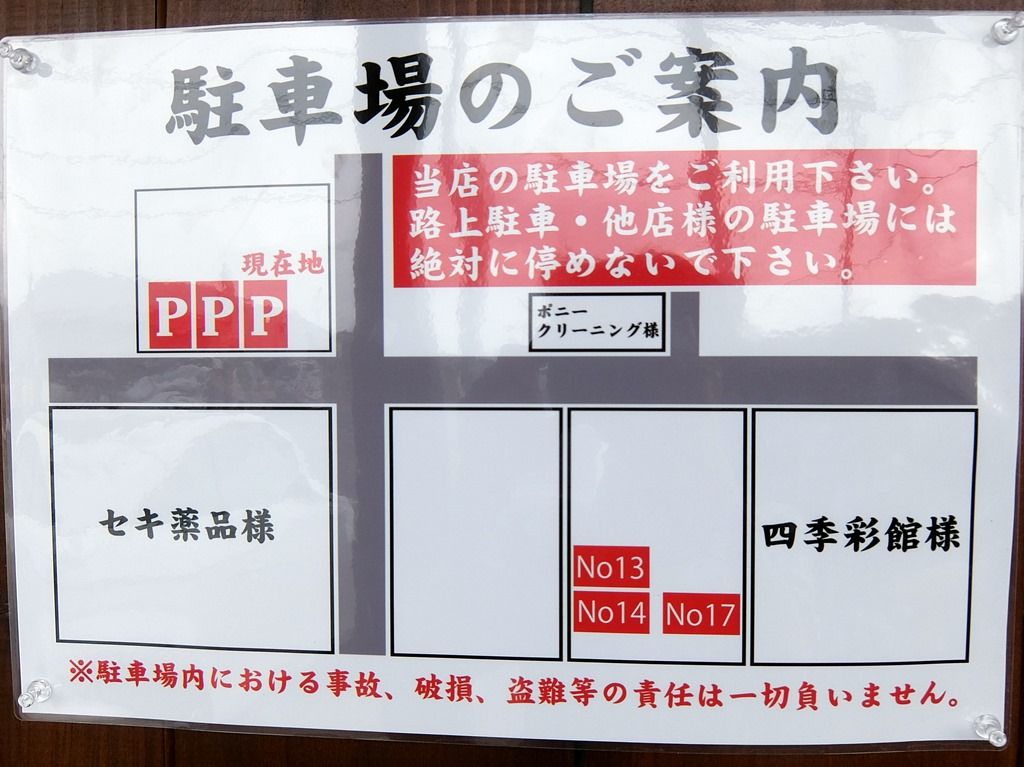 駐車場のご案内
当店の駐車場をご利用下さい。
路上駐車・他店様の駐車場には
絶対に停めないで下さい。
現在地
P P P
ポニー
クリーニング様
セキ薬品様
四季彩館様
No13
No14 No17
※駐車場内における事故、破損、盗難等の責任は一切負いません。